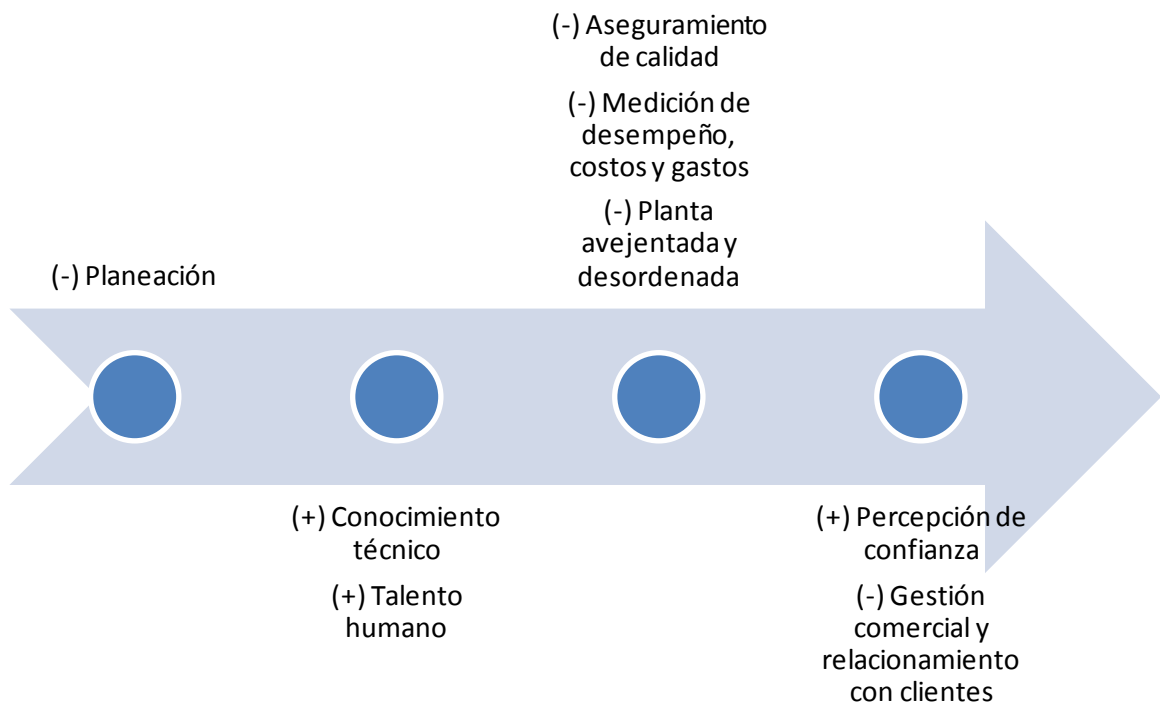 (-) Planeación
(+) Conocimiento
técnico
(+) Talento
humano
(-) Aseguramiento
de calidad
(-) Medición de
desempeño,
costos y gastos
(-) Planta
avejentada y
desordenada
(+) Percepción de
confianza
(-) Gestión
comercial y
relacionamiento
con clientes